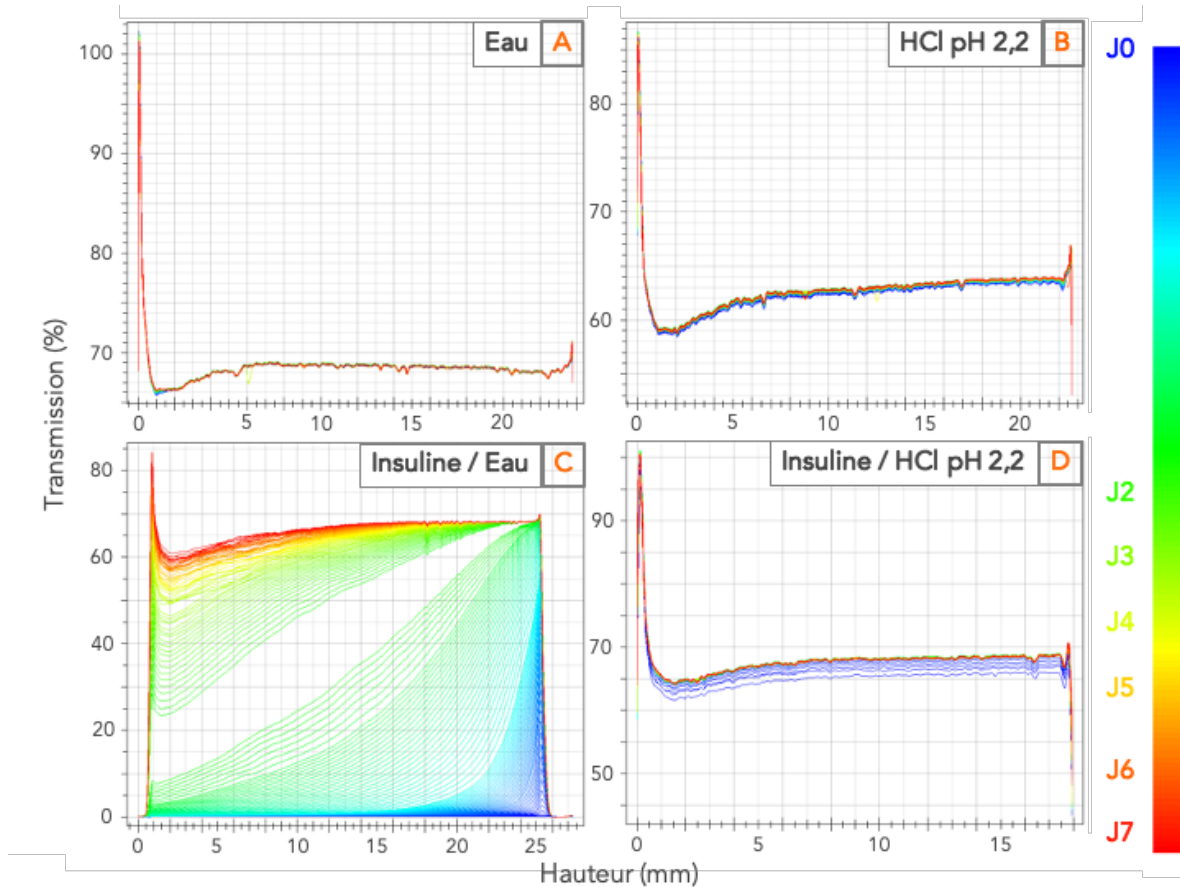 Transmission (%)
Eau A
100
90
80
70
0 5 10 15 20
HCl pH 2,2 B
80
70
60
0 5 10 15 20
Insuline / Eau C
80
60
40
20
0
0 5 10 15 20 25
Insuline / HCl pH 2,2 D
90
70
50
0 5 10 15
Hauteur (mm)
J0
J2
J3
J4
J5
J6
J7